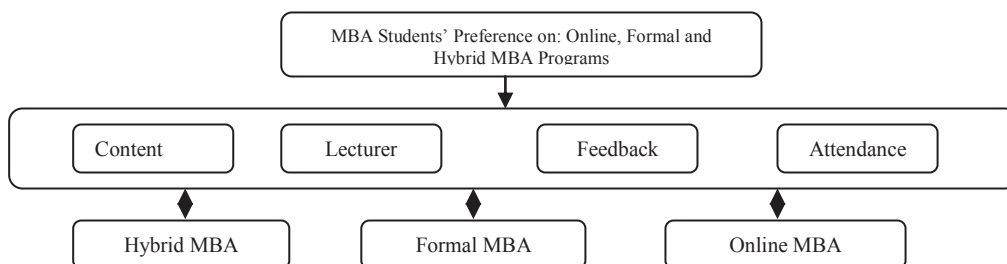 MBA Students' Preference on: Online, Formal and
Hybrid MBA Programs
Content
Lecturer
Feedback
Attendance
Hybrid MBA
Formal MBA
Online MBA